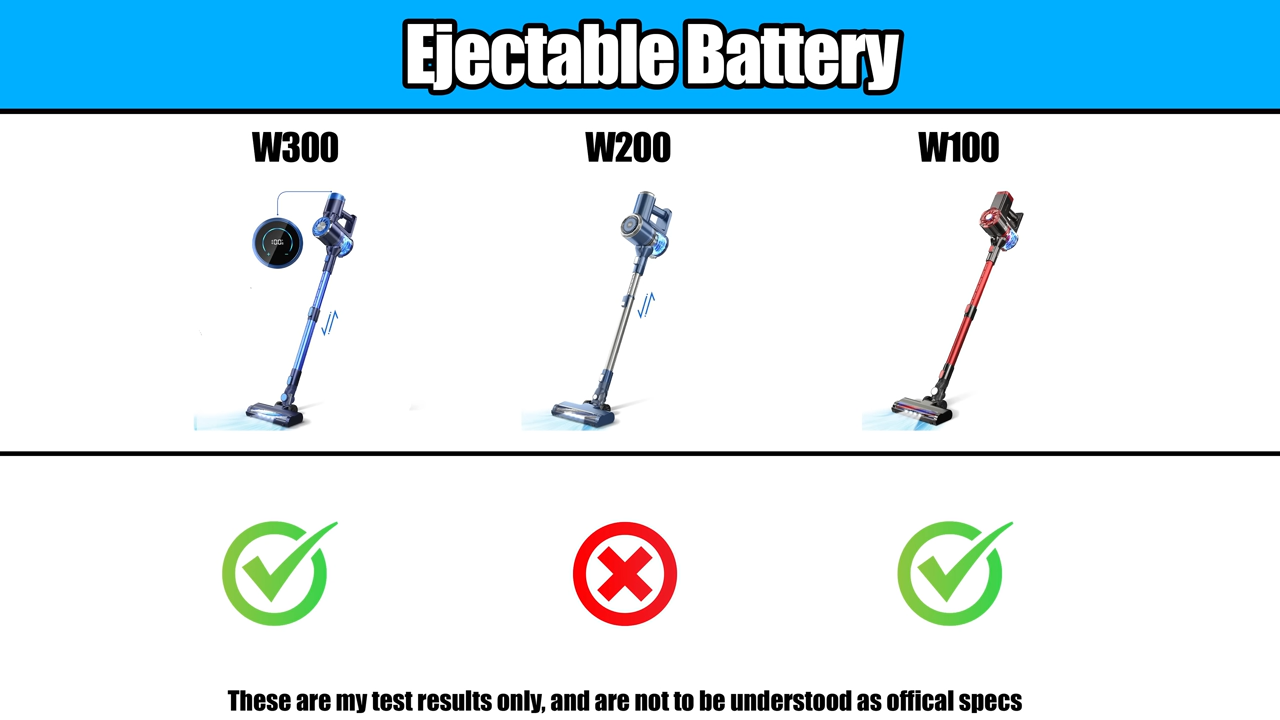 Ejectable Battery
W300 W200 W100
100%
These are my test results only, and are not to be understood as offical specs